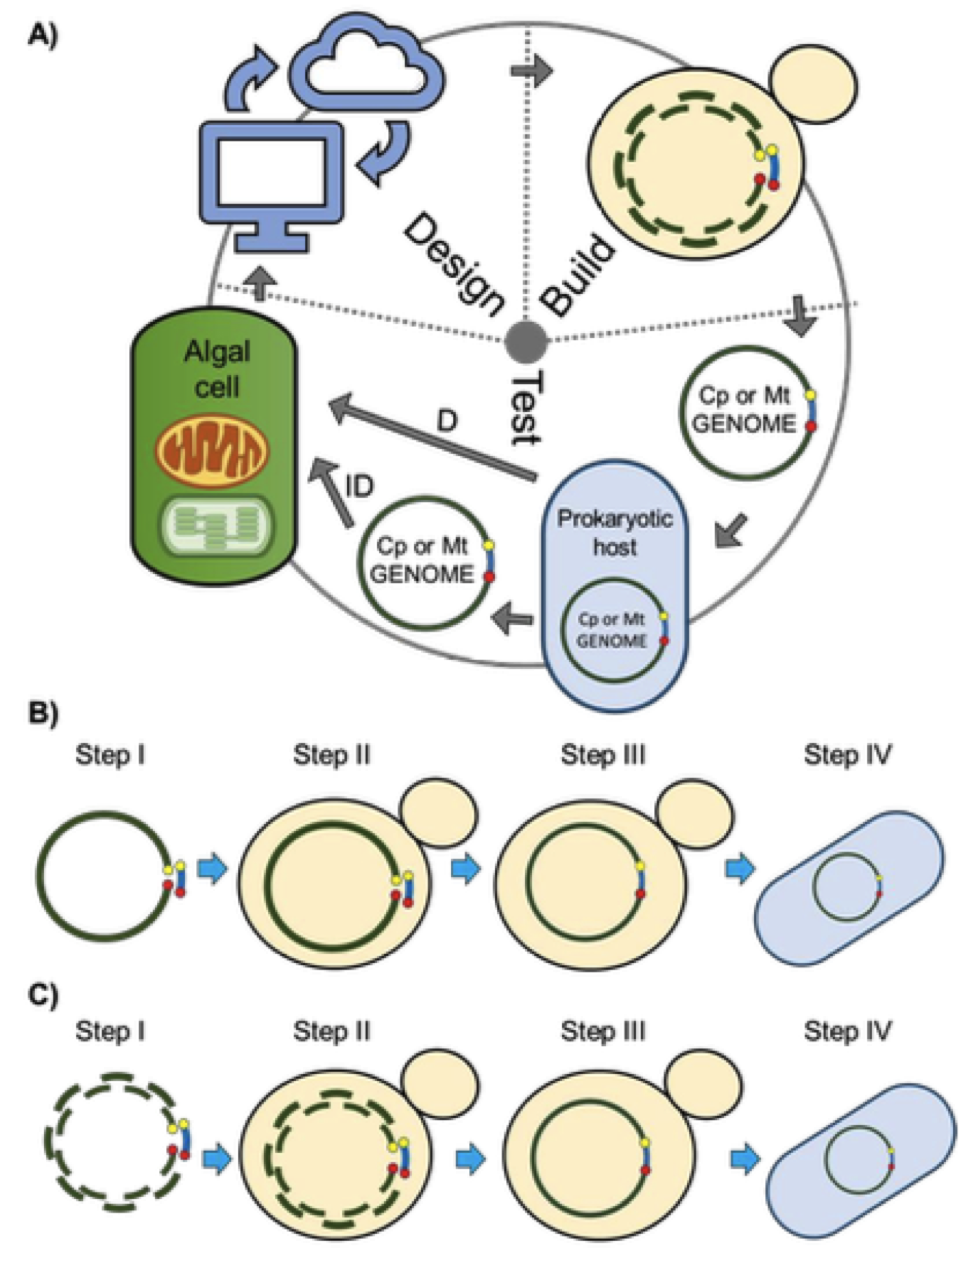 A)
Design
Build
Test
Algal
cell
D
ID
Cp or Mt
GENOME
Prokaryotic
host
Cp or Mt
GENOME
Cp or Mt
GENOME
B)
Step I
Step II
Step III
Step IV
C)
Step I
Step II
Step III
Step IV